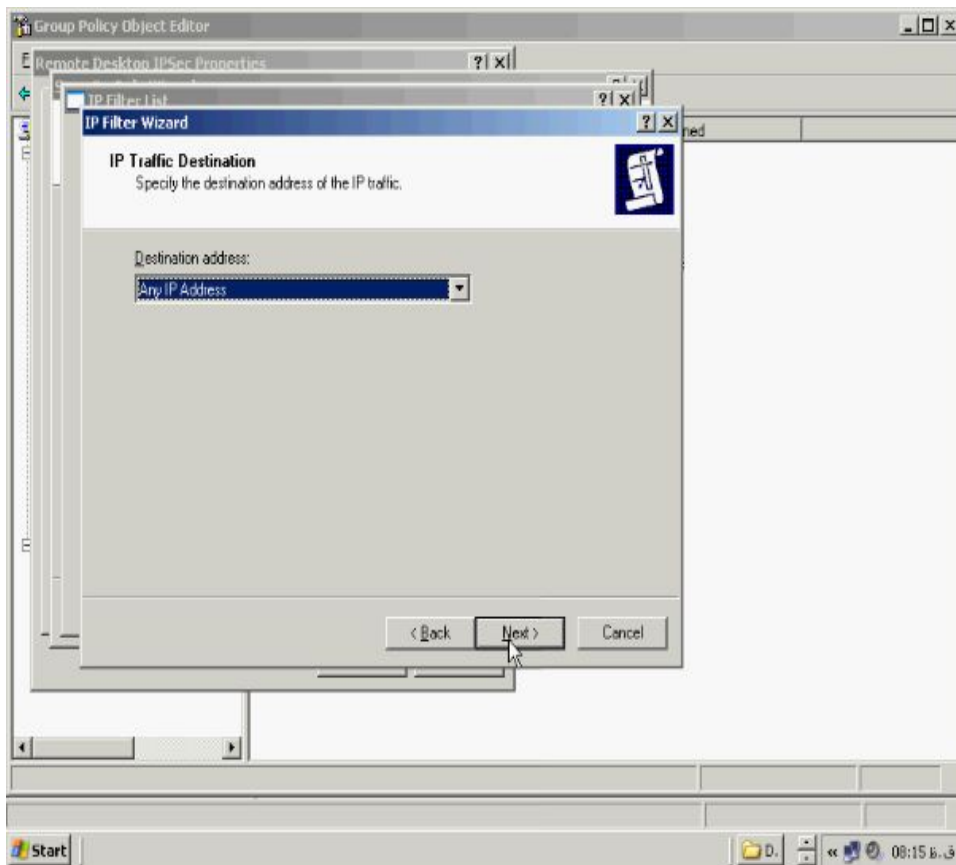 Group Policy Object Editor
Remote Desktop IPSec Properties
IP Filter List
IP Filter Wizard
ned
IP Traffic Destination
Specify the destination address of the IP traffic.
Destination address:
Any IP Address
< Back
Next >
Cancel
Start
D.
« 08:15 ق.ظ